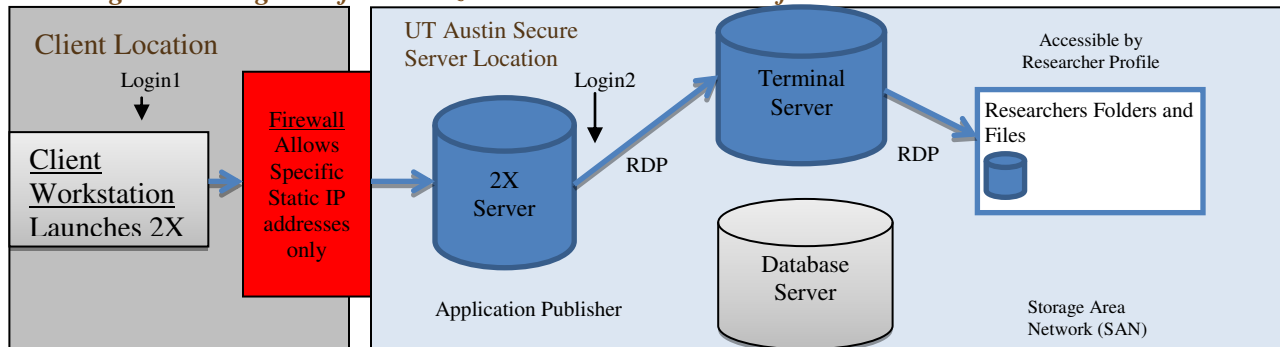 Client Location
Login1
Client
Workstation
Launches 2X
Firewall
Allows
Specific
Static IP
addresses
only
UT Austin Secure
Server Location
Login2
2X
Server
Application Publisher
RDP
Terminal
Server
Database
Server
RDP
Accessible by
Researcher Profile
Researchers Folders and
Files
Storage Area
Network (SAN)